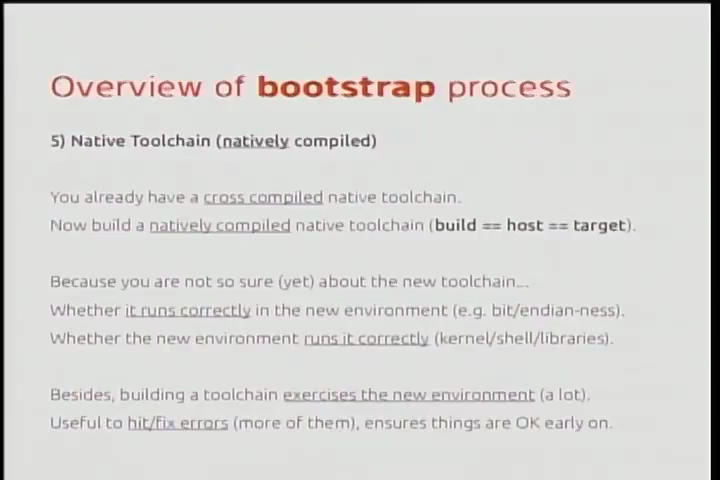 Overview of bootstrap process
5) Native Toolchain (natively compiled)
You already have a cross compiled native toolchain.
Now build a natively compiled native toolchain (build == host == target).
Because you are not so sure (yet) about the new toolchain...
Whether it runs correctly in the new environment (e.g. bit/endian-ness).
Whether the new environment runs it correctly (kernel/shell/libraries).
Besides, building a toolchain exercises the new environment (a lot).
Useful to hit/fix errors (more of them), ensures things are OK early on.